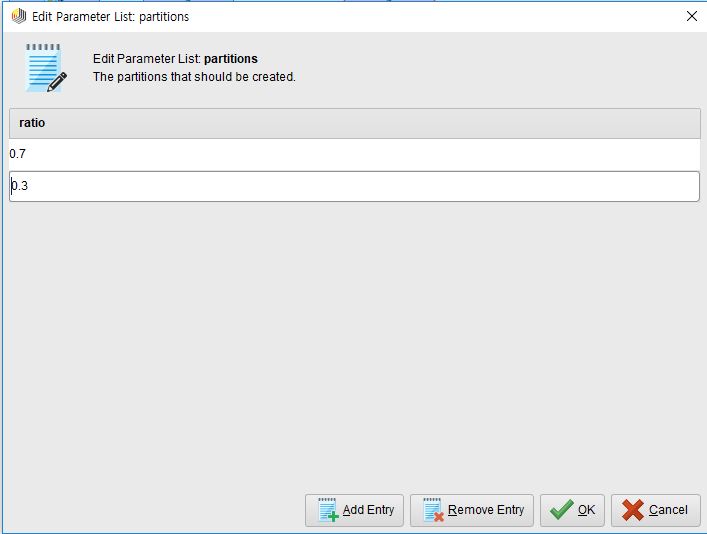 Edit Parameter List: partitions
Edit Parameter List: partitions
The partitions that should be created.
ratio
0.7
0.3
Add Entry
Remove Entry
OK
Cancel